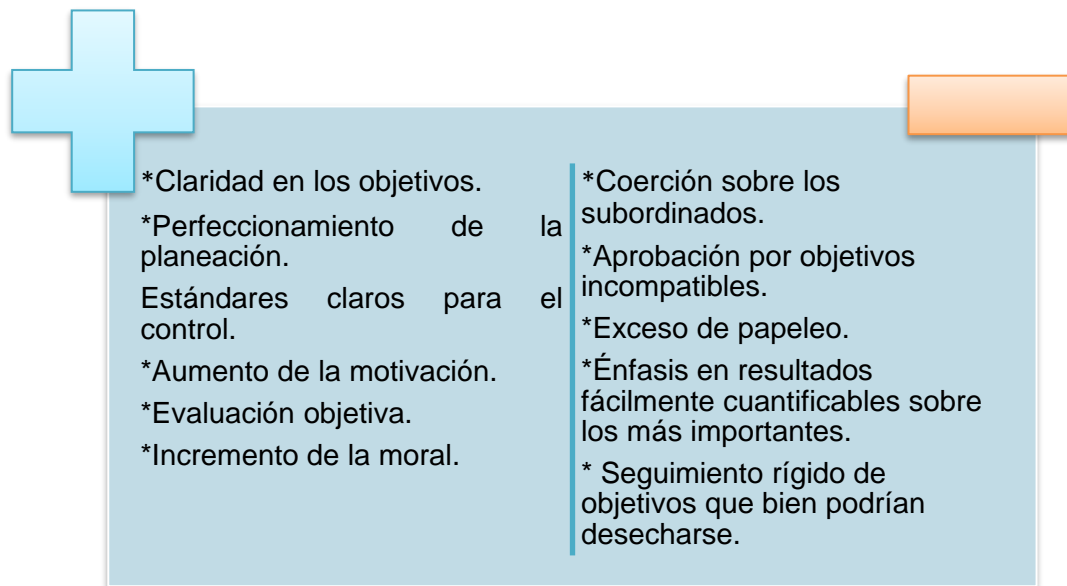 *Claridad en los objetivos.
*Perfeccionamiento de la
planeación.
Estándares claros para el
control.
*Aumento de la motivación.
*Evaluación objetiva.
*Incremento de la moral.
*Coerción sobre los
subordinados.
*Aprobación por objetivos
incompatibles.
*Exceso de papeleo.
*Énfasis en resultados
fácilmente cuantificables sobre
los más importantes.
* Seguimiento rígido de
objetivos que bien podrían
desecharse.